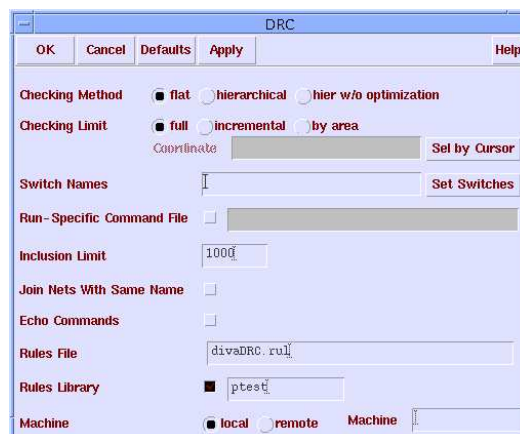 DRC
OK Cancel Defaults Apply Help
Checking Method flat hierarchical hier w/o optimization
Checking Limit full incremental by area
Coordinate Sel by Cursor
Switch Names Set Switches
Run-Specific Command File
Inclusion Limit 1000
Join Nets With Same Name
Echo Commands
Rules File divaDRC.rul
Rules Library ptest
Machine local remote Machine